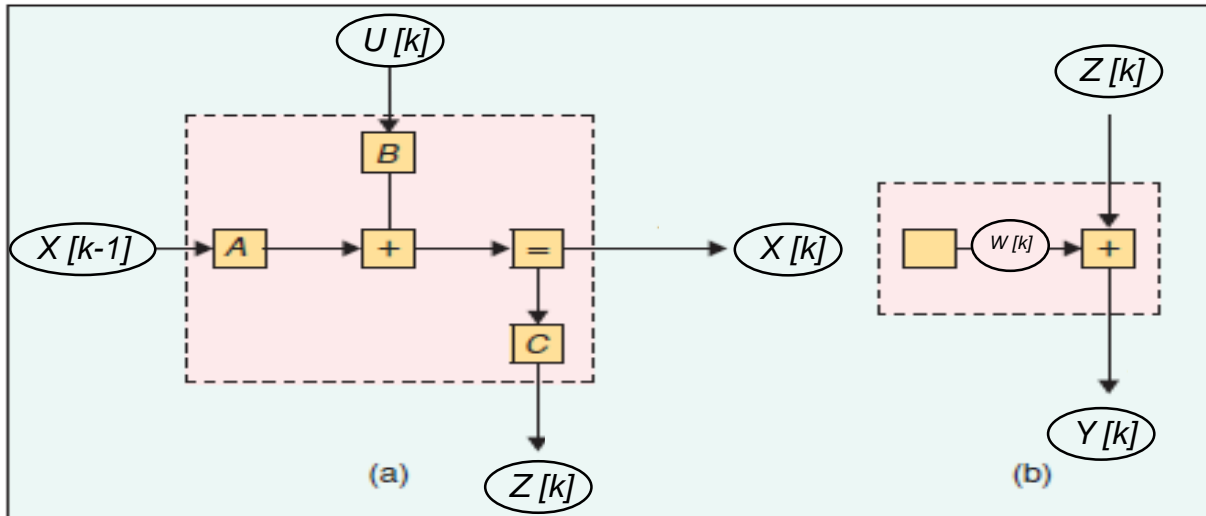 U [k]
Z [k]
B
X [k-1]
A
+
=
X [k]
W [k]
+
C
Y [k]
(a)
Z [k]
(b)